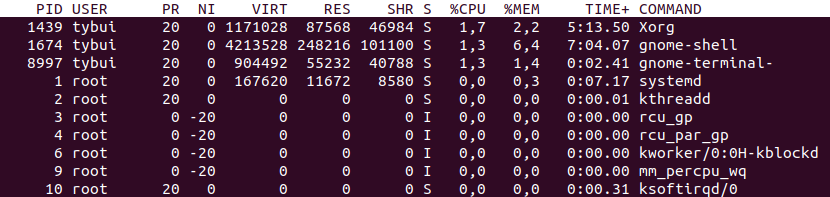 PID USER PR NI VIRT RES SHR S %CPU %MEM TIME+ COMMAND
1439 tybui 20 0 1171028 87568 46984 S 1,7 2,2 5:13.50 Xorg
1674 tybui 20 0 4213528 248216 101100 S 1,3 6,4 7:04.07 gnome-shell
8997 tybui 20 0 904492 55232 40788 S 1,3 1,4 0:02.41 gnome-terminal-
1 root 20 0 167620 11672 8580 S 0,0 0,3 0:07.17 systemd
2 root 20 0 0 0 0 S 0,0 0,0 0:00.01 kthreadd
3 root 0 -20 0 0 0 I 0,0 0,0 0:00.00 rcu_gp
4 root 0 -20 0 0 0 I 0,0 0,0 0:00.00 rcu_par_gp
6 root 0 -20 0 0 0 I 0,0 0,0 0:00.00 kworker/0:0H-kblockd
9 root 0 -20 0 0 0 I 0,0 0,0 0:00.00 mm_percpu_wq
10 root 20 0 0 0 0 S 0,0 0,0 0:00.31 ksoftirqd/0